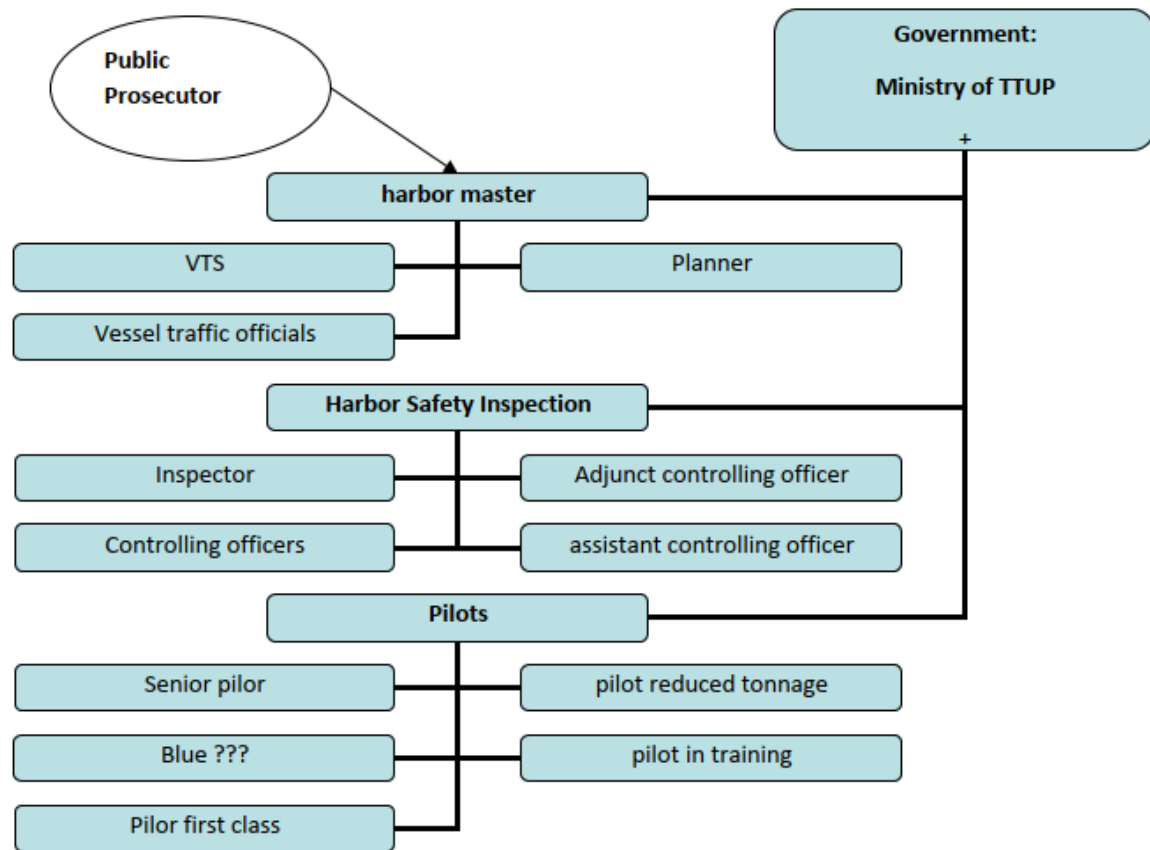 Public
Prosecutor
Government:
Ministry of TTUP
+
harbor master
VTS
Planner
Vessel traffic officials
Harbor Safety Inspection
Inspector
Adjunct controlling officer
Controlling officers
assistant controlling officer
Pilots
Senior pilor
pilot reduced tonnage
Blue ???
pilot in training
Pilor first class